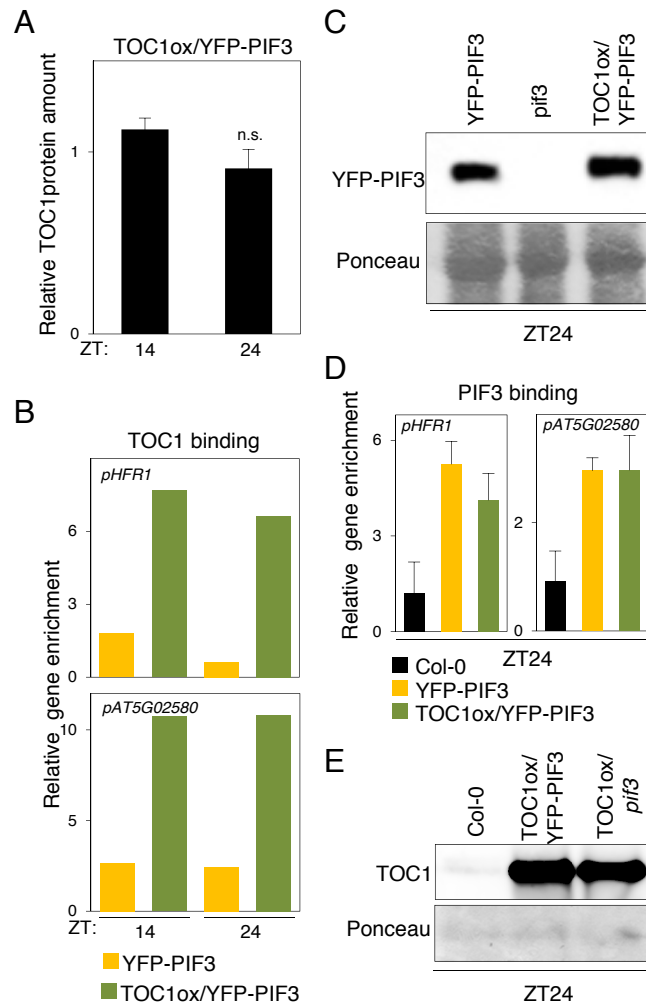 A
TOC1ox/YFP-PIF3
Relative TOC1protein amount
1
0
n.s.
ZT: 14 24
B
TOC1 binding
Relative gene enrichment
pHFR1
6
3
0
pAT5G02580
10
5
0
ZT: 14 24
YFP-PIF3
TOC1ox/YFP-PIF3
C
YFP-PIF3
pif3
TOC1ox/
YFP-PIF3
YFP-PIF3
Ponceau
ZT24
D
PIF3 binding
Relative gene enrichment
pHFR1
6
3
0
pAT5G02580
2
0
ZT24
Col-0
YFP-PIF3
TOC1ox/YFP-PIF3
E
Col-0
TOC1ox/
YFP-PIF3
TOC1ox/
pif3
TOC1
Ponceau
ZT24